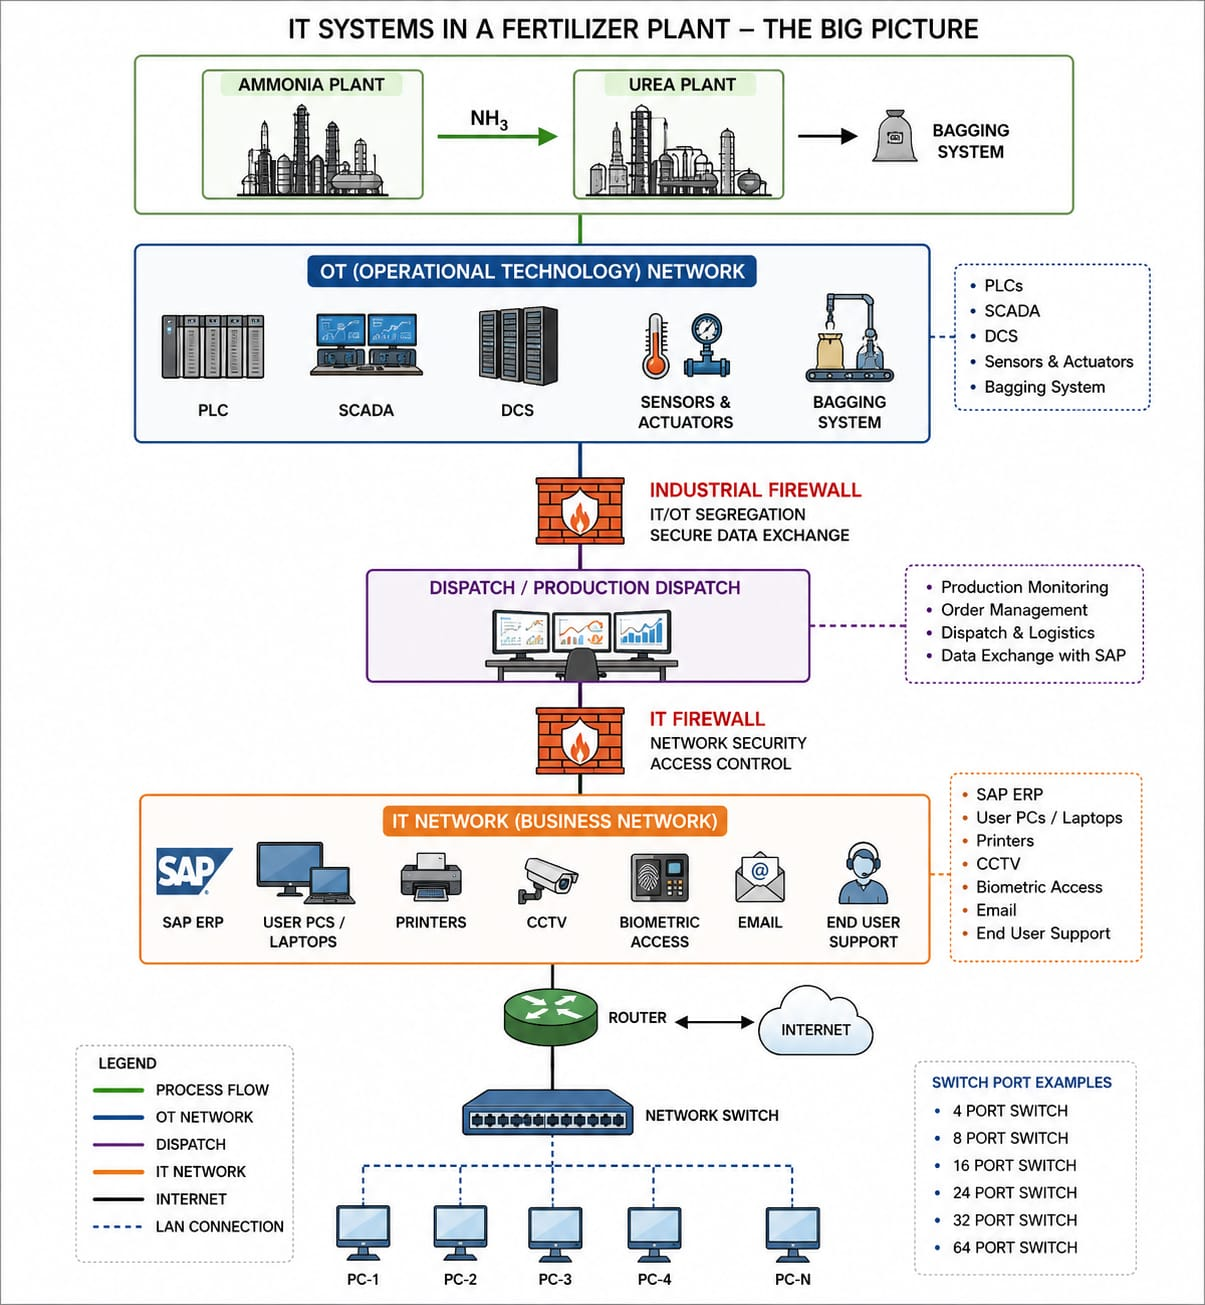 IT SYSTEMS IN A FERTILIZER PLANT – THE BIG PICTURE
AMMONIA PLANT
NH3
UREA PLANT
BAGGING
SYSTEM
OT (OPERATIONAL TECHNOLOGY) NETWORK
PLC
SCADA
DCS
SENSORS &
ACTUATORS
BAGGING
SYSTEM
• PLCs
• SCADA
• DCS
• Sensors & Actuators
• Bagging System
INDUSTRIAL FIREWALL
IT/OT SEGREGATION
SECURE DATA EXCHANGE
DISPATCH / PRODUCTION DISPATCH
• Production Monitoring
• Order Management
• Dispatch & Logistics
• Data Exchange with SAP
IT FIREWALL
NETWORK SECURITY
ACCESS CONTROL
IT NETWORK (BUSINESS NETWORK)
SAP
SAP ERP
USER PCS /
LAPTOPS
PRINTERS
CCTV
BIOMETRIC
ACCESS
@
EMAIL
END USER
SUPPORT
• SAP ERP
• User PCs / Laptops
• Printers
• CCTV
• Biometric Access
• Email
• End User Support
ROUTER
INTERNET
NETWORK SWITCH
LEGEND
PROCESS FLOW
OT NETWORK
DISPATCH
IT NETWORK
INTERNET
LAN CONNECTION
SWITCH PORT EXAMPLES
• 4 PORT SWITCH
• 8 PORT SWITCH
• 16 PORT SWITCH
• 24 PORT SWITCH
• 32 PORT SWITCH
• 64 PORT SWITCH
PC-1
PC-2
PC-3
PC-4
PC-N